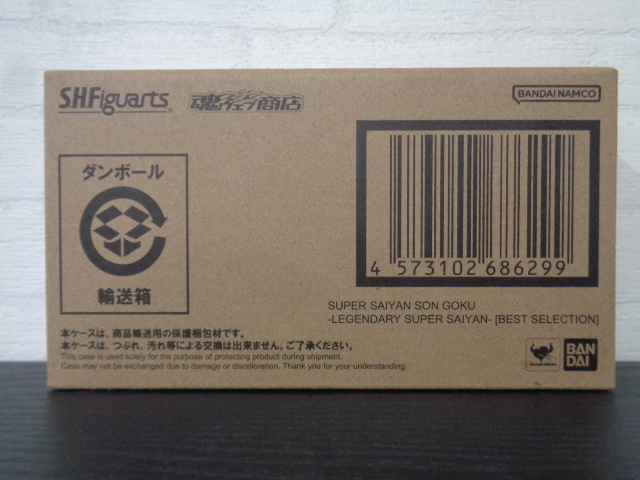 S.H.Figuarts
魂ウェブ商店
BANDAI NAMCO
ダンボール
輸送箱
4 573102 686299
SUPER SAIYAN SON GOKU
-LEGENDARY SUPER SAIYAN- [BEST SELECTION]
本ケースは、商品輸送用の保護梱包材です。
本ケースは、つぶれ、汚れ等による交換は出来ません。ご了承ください。
This case is used solely for the purpose of protecting product during shipment.
Case may not be exchanged due to damage or discoloration. Thank you for your understanding.
BAN
DAI